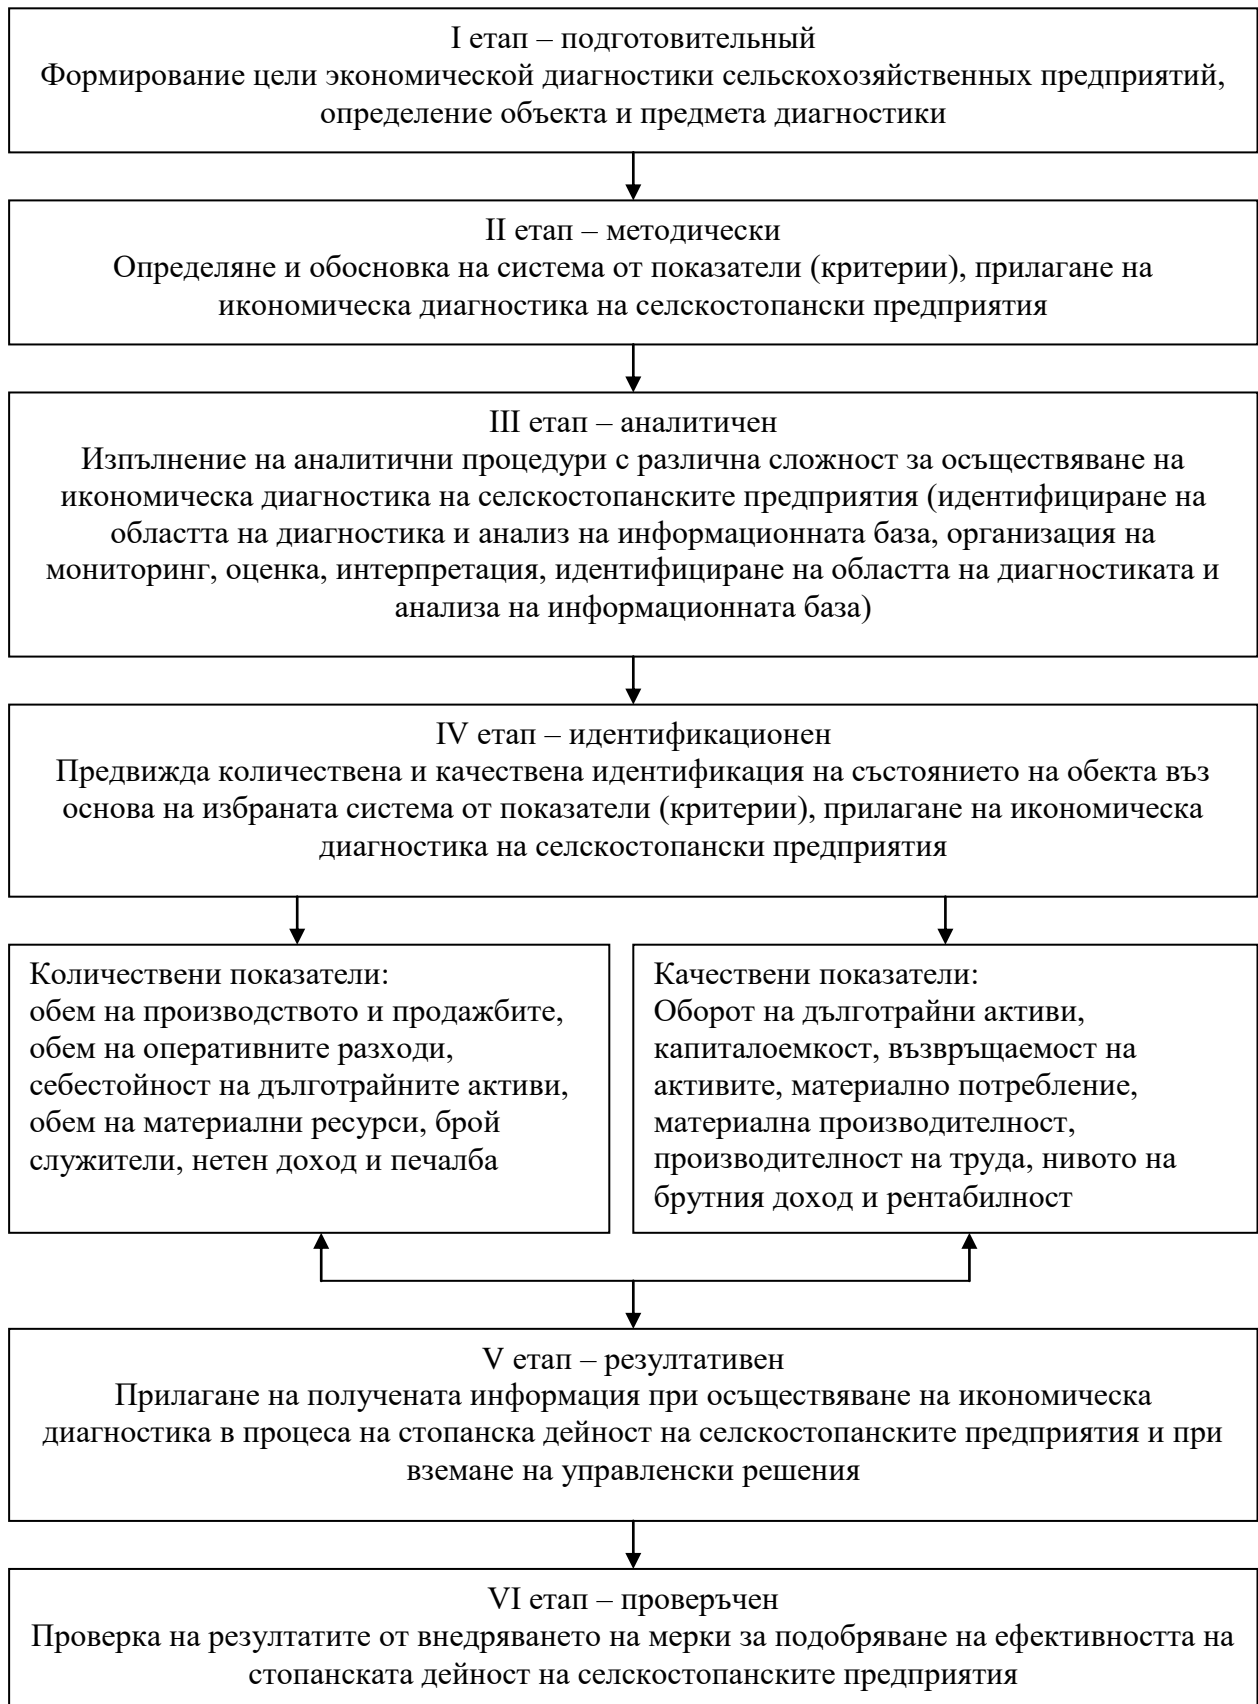 I етап – подготовительный
Формирование цели экономической диагностики сельскохозяйственных предприятий,
определение объекта и предмета диагностики
II етап – методически
Определяне и обосновка на система от показатели (критерии), прилагане на
икономическа диагностика на селскостопански предприятия
III етап – аналитичен
Изпълнение на аналитични процедури с различна сложност за осъществяване на
икономическа диагностика на селскостопанските предприятия (идентифициране на
областта на диагностика и анализ на информационната база, организация на
мониторинг, оценка, интерпретация, идентифициране на областта на диагностиката и
анализа на информационната база)
IV етап – идентификационен
Предвижда количествена и качествена идентификация на състоянието на обекта въз
основа на избраната система от показатели (критерии), прилагане на икономическа
диагностика на селскостопански предприятия
Количествени показатели:
обем на производството и продажбите,
обем на оперативните разходи,
себестойност на дълготрайните активи,
обем на материални ресурси, брой
служители, нетен доход и печалба
Качествени показатели:
Оборот на дълготрайни активи,
капиталоемкост, възвръщаемост на
активите, материално потребление,
материална производителност,
производителност на труда, нивото на
брутния доход и рентабилност
V етап – резултативен
Прилагане на получената информация при осъществяване на икономическа
диагностика в процеса на стопанска дейност на селскостопанските предприятия и при
вземане на управленски решения
VI етап – проверъчен
Проверка на резултатите от внедряването на мерки за подобряване на ефективността на
стопанската дейност на селскостопанските предприятия